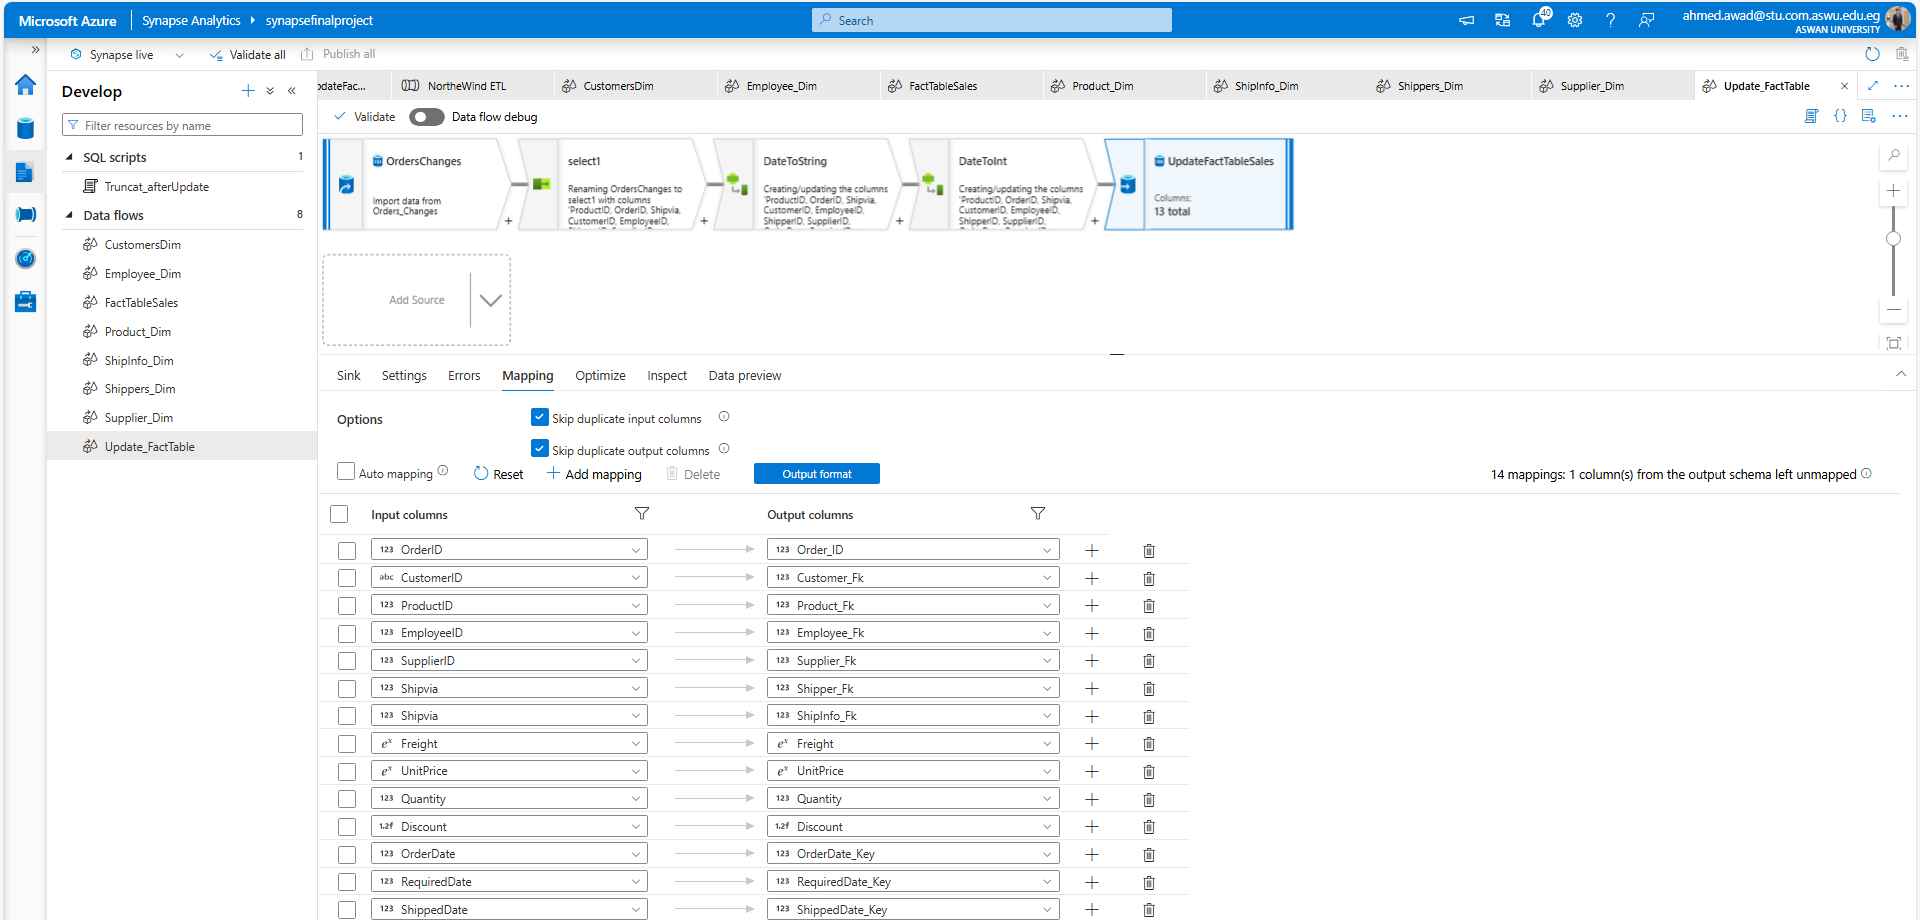 Microsoft Azure
Synapse Analytics
synapsefinalproject
Search
40
ahmed.awad@stu.com.aswu.edu.eg
ASWAN UNIVERSITY
Synapse live
Validate all
Publish all
Develop
Filter resources by name
SQL scripts 1
Truncat_afterUpdate
Data flows 8
CustomersDim
Employee_Dim
FactTableSales
Product_Dim
ShipInfo_Dim
Shippers_Dim
Supplier_Dim
Update_FactTable
pdateFac...
NortheWind ETL
CustomersDim
Employee_Dim
FactTableSales
Product_Dim
ShipInfo_Dim
Shippers_Dim
Supplier_Dim
Update_FactTable
Validate
Data flow debug
OrdersChanges
Import data from
Orders_Changes
select1
Renaming OrdersChanges to
select1 with columns
'ProductID, OrderID, Shipvia,
CustomerID, EmployeeID,
DateToString
Creating/updating the columns
'ProductID, OrderID, Shipvia,
CustomerID, EmployeeID,
ShipperID, SupplierID,
DateToInt
Creating/updating the columns
'ProductID, OrderID, Shipvia,
CustomerID, EmployeeID,
ShipperID, SupplierID,
UpdateFactTableSales
Columns:
13 total
Add Source
Sink
Settings
Errors
Mapping
Optimize
Inspect
Data preview
Options
Skip duplicate input columns
Skip duplicate output columns
Auto mapping
Reset
Add mapping
Delete
Output format
14 mappings: 1 column(s) from the output schema left unmapped
Input columns
Output columns
123 OrderID 123 Order_ID
abc CustomerID 123 Customer_Fk
123 ProductID 123 Product_Fk
123 EmployeeID 123 Employee_Fk
123 SupplierID 123 Supplier_Fk
123 Shipvia 123 Shipper_Fk
123 Shipvia 123 ShipInfo_Fk
eˣ Freight eˣ Freight
eˣ UnitPrice eˣ UnitPrice
123 Quantity 123 Quantity
1.2f Discount 1.2f Discount
123 OrderDate 123 OrderDate_Key
123 RequiredDate 123 RequiredDate_Key
123 ShippedDate 123 ShippedDate_Key